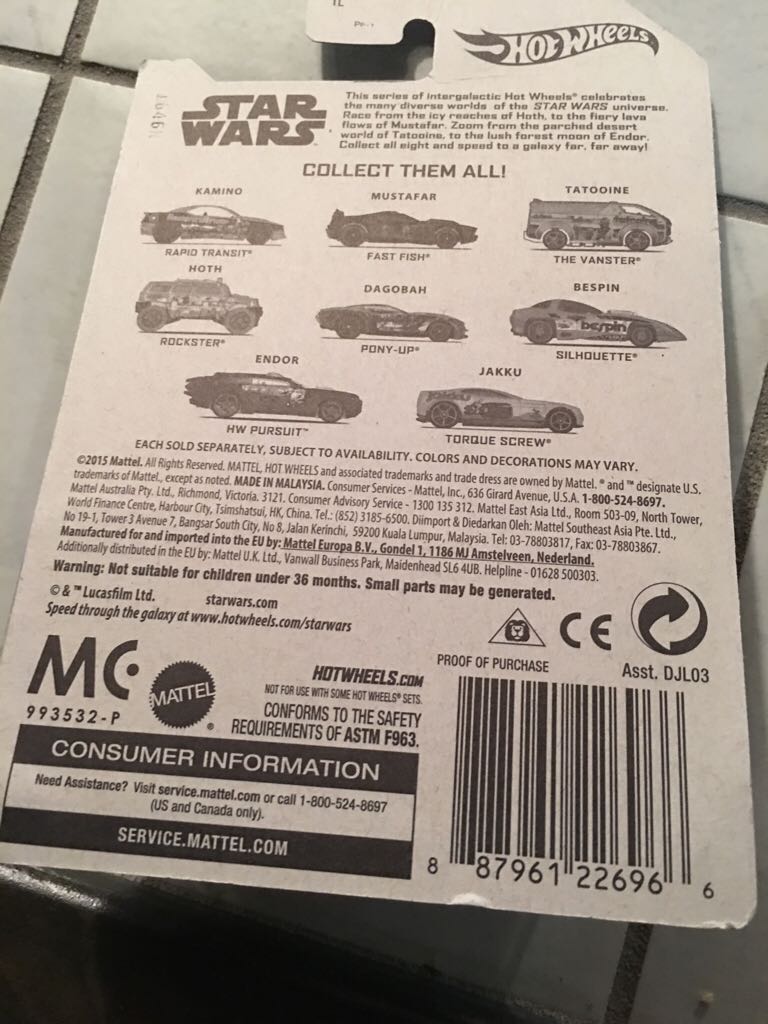 HOT WHEELS
STAR
WARS
This series of intergalactic Hot Wheels® celebrates
the many diverse worlds of the STAR WARS universe.
Race from the icy reaches of Hoth, to the fiery lava
flows of Mustafar. Zoom from the parched desert
world of Tatooine, to the lush forest moon of Endor.
Collect all eight and speed to a galaxy far, far away!
COLLECT THEM ALL!
KAMINO
MUSTAFAR
TATOOINE
RAPID TRANSIT®
FAST FISH®
THE VANSTER®
HOTH
DAGOBAH
BESPIN
bespin
ROCKSTER®
PONY-UP®
SILHOUETTE®
ENDOR
JAKKU
HW PURSUIT™
TORQUE SCREW®
EACH SOLD SEPARATELY, SUBJECT TO AVAILABILITY. COLORS AND DECORATIONS MAY VARY.
©2015 Mattel. All Rights Reserved. MATTEL, HOT WHEELS and associated trademarks and trade dress are owned by Mattel. ® and ™ designate U.S.
trademarks of Mattel, except as noted. MADE IN MALAYSIA. Consumer Services - Mattel, Inc., 636 Girard Avenue, U.S.A. 1-800-524-8697.
Mattel Australia Pty. Ltd., Richmond, Victoria. 3121. Consumer Advisory Service - 1300 135 312. Mattel East Asia Ltd., Room 503-09, North Tower,
World Finance Centre, Harbour City, Tsimshatsui, HK, China. Tel.: (852) 3185-6500. Diimport & Diedarkan Oleh: Mattel Southeast Asia Pte. Ltd.,
No 19-1, Tower 3 Avenue 7, Bangsar South City, No 8, Jalan Kerinchi, 59200 Kuala Lumpur, Malaysia. Tel: 03-78803817, Fax: 03-78803867.
Manufactured for and imported into the EU by: Mattel Europa B.V., Gondel 1, 1186 MJ Amstelveen, Nederland.
Additionally distributed in the EU by: Mattel U.K. Ltd., Vanwall Business Park, Maidenhead SL6 4UB. Helpline - 01628 500303.
Warning: Not suitable for children under 36 months. Small parts may be generated.
© & ™ Lucasfilm Ltd. starwars.com
Speed through the galaxy at www.hotwheels.com/starwars
CE
MC
993532-P
MATTEL®
HOTWHEELS.COM
NOT FOR USE WITH SOME HOT WHEELS® SETS.
CONFORMS TO THE SAFETY
REQUIREMENTS OF ASTM F963.
PROOF OF PURCHASE
Asst. DJL03
CONSUMER INFORMATION
Need Assistance? Visit service.mattel.com or call 1-800-524-8697
(US and Canada only).
SERVICE.MATTEL.COM
8 87961 22696 6